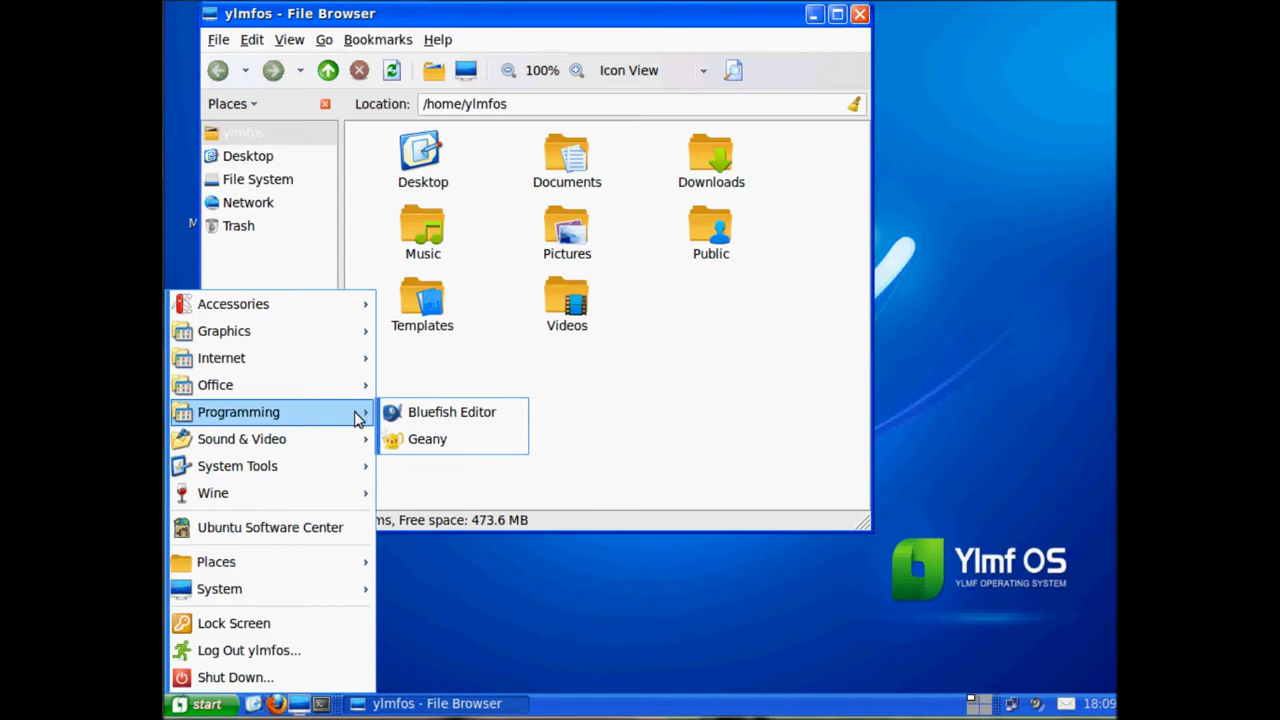 ylmfos - File Browser
File Edit View Go Bookmarks Help
100% Icon View
Places
Location: /home/ylmfos
ylmfos
Desktop
File System
Network
Trash
M
Desktop Documents Downloads
Music Pictures Public
Templates Videos
Accessories
Graphics
Internet
Office
Programming
Sound & Video
System Tools
Wine
Ubuntu Software Center
Places
System
Lock Screen
Log Out ylmfos...
Shut Down...
Bluefish Editor
Geany
ms, Free space: 473.6 MB
Ylmf OS
YLMF OPERATING SYSTEM
start
ylmfos - File Browser
18:09